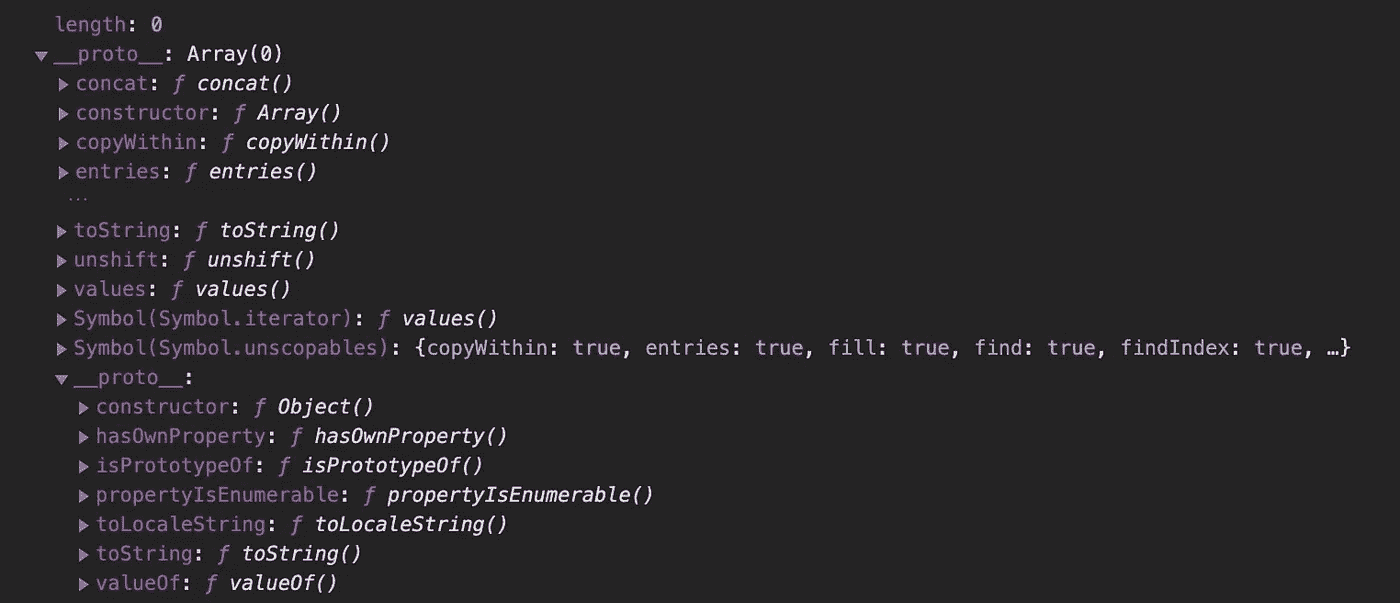 length: 0
▼__proto__: Array(0)
▶concat: ƒ concat()
▶constructor: ƒ Array()
▶copyWithin: ƒ copyWithin()
▶entries: ƒ entries()
...
▶toString: ƒ toString()
▶unshift: ƒ unshift()
▶values: ƒ values()
▶Symbol(Symbol.iterator): ƒ values()
▶Symbol(Symbol.unscopables): {copyWithin: true, entries: true, fill: true, find: true, findIndex: true, …}
▼__proto__:
▶constructor: ƒ Object()
▶hasOwnProperty: ƒ hasOwnProperty()
▶isPrototypeOf: ƒ isPrototypeOf()
▶propertyIsEnumerable: ƒ propertyIsEnumerable()
▶toLocaleString: ƒ toLocaleString()
▶toString: ƒ toString()
▶valueOf: ƒ valueOf()